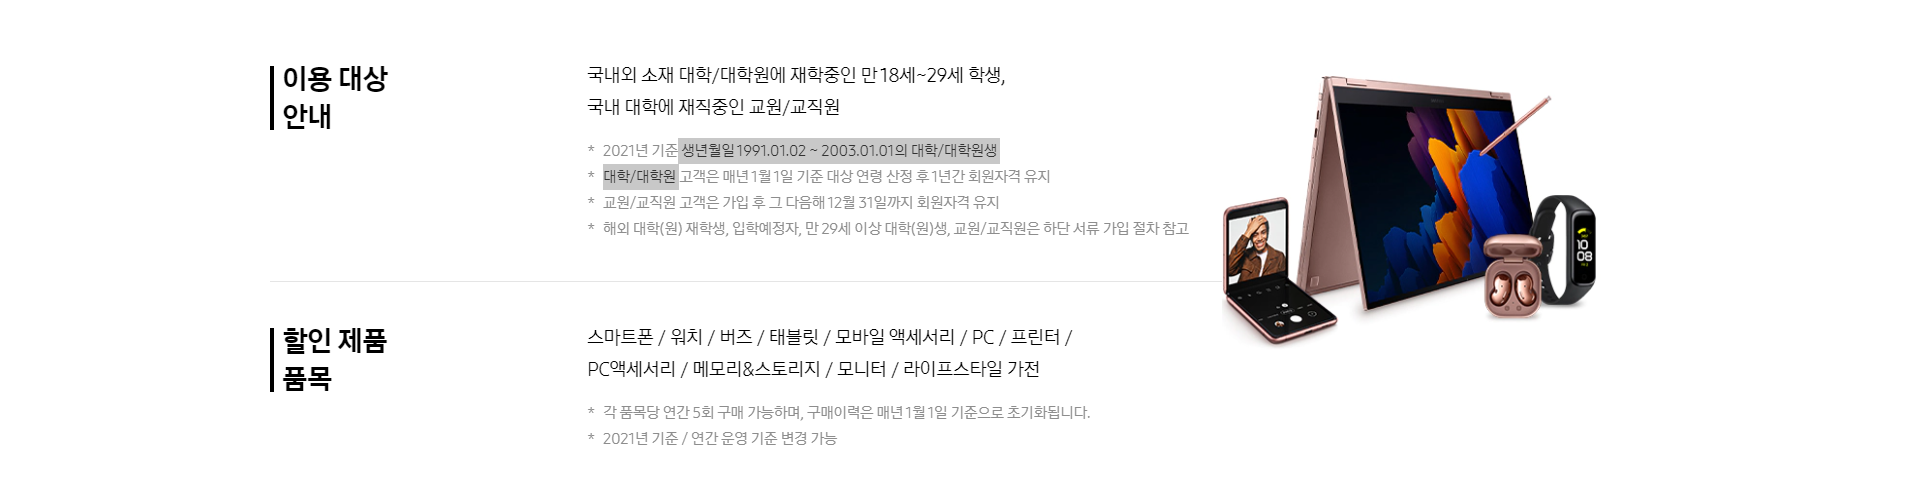 이용 대상
안내
국내외 소재 대학/대학원에 재학중인 만 18세~29세 학생,
국내 대학에 재직중인 교원/교직원
* 2021년 기준 생년월일 1991.01.02 ~ 2003.01.01의 대학/대학원생
* 대학/대학원 고객은 매년 1월 1일 기준 대상 연령 산정 후 1년간 회원자격 유지
* 교원/교직원 고객은 가입 후 그 다음해 12월 31일까지 회원자격 유지
* 해외 대학(원) 재학생, 입학예정자, 만 29세 이상 대학(원)생, 교원/교직원은 하단 서류 가입 절차 참고
10
08
할인 제품
품목
스마트폰 / 워치 / 버즈 / 태블릿 / 모바일 액세서리 / PC / 프린터 /
PC액세서리 / 메모리&스토리지 / 모니터 / 라이프스타일 가전
* 각 품목당 연간 5회 구매 가능하며, 구매이력은 매년 1월 1일 기준으로 초기화됩니다.
* 2021년 기준 / 연간 운영 기준 변경 가능